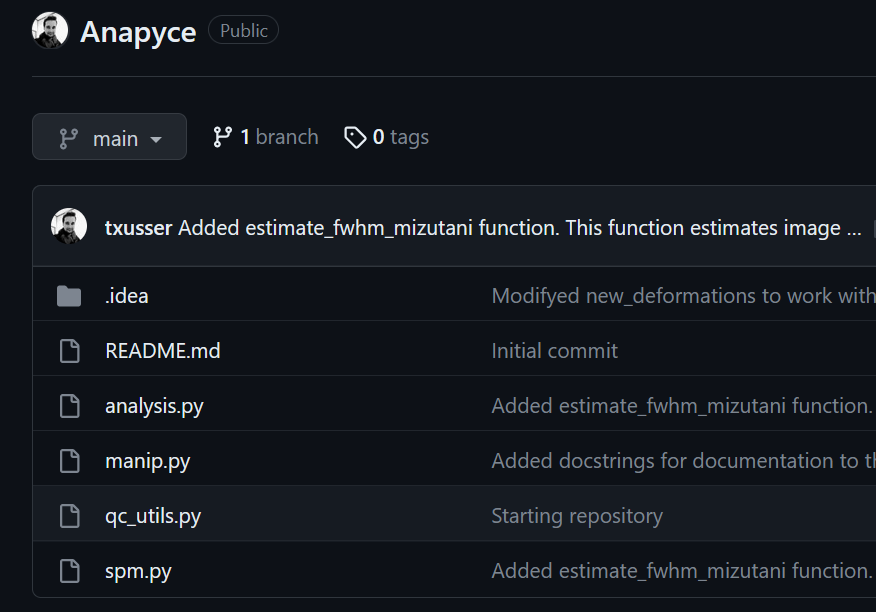 Anapyce Public
main 1 branch 0 tags
txusser Added estimate_fwhm_mizutani function. This function estimates image ...
.idea Modifyed new_deformations to work with
README.md Initial commit
analysis.py Added estimate_fwhm_mizutani function.
manip.py Added docstrings for documentation to th
qc_utils.py Starting repository
spm.py Added estimate_fwhm_mizutani function.